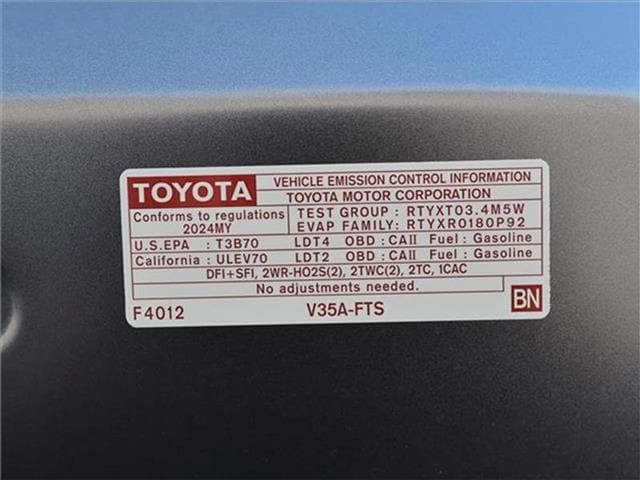 TOYOTA
VEHICLE EMISSION CONTROL INFORMATION
TOYOTA MOTOR CORPORATION
Conforms to regulations
2024MY
TEST GROUP : RTYXT03.4M5W
EVAP FAMILY: RTYXR0180P92
U.S.EPA : T3B70 LDT4 OBD : CAII Fuel : Gasoline
California : ULEV70 LDT2 OBD : CAII Fuel : Gasoline
DFI+SFI, 2WR-HO2S(2), 2TWC(2), 2TC, 1CAC
No adjustments needed.
F4012 V35A-FTS BN